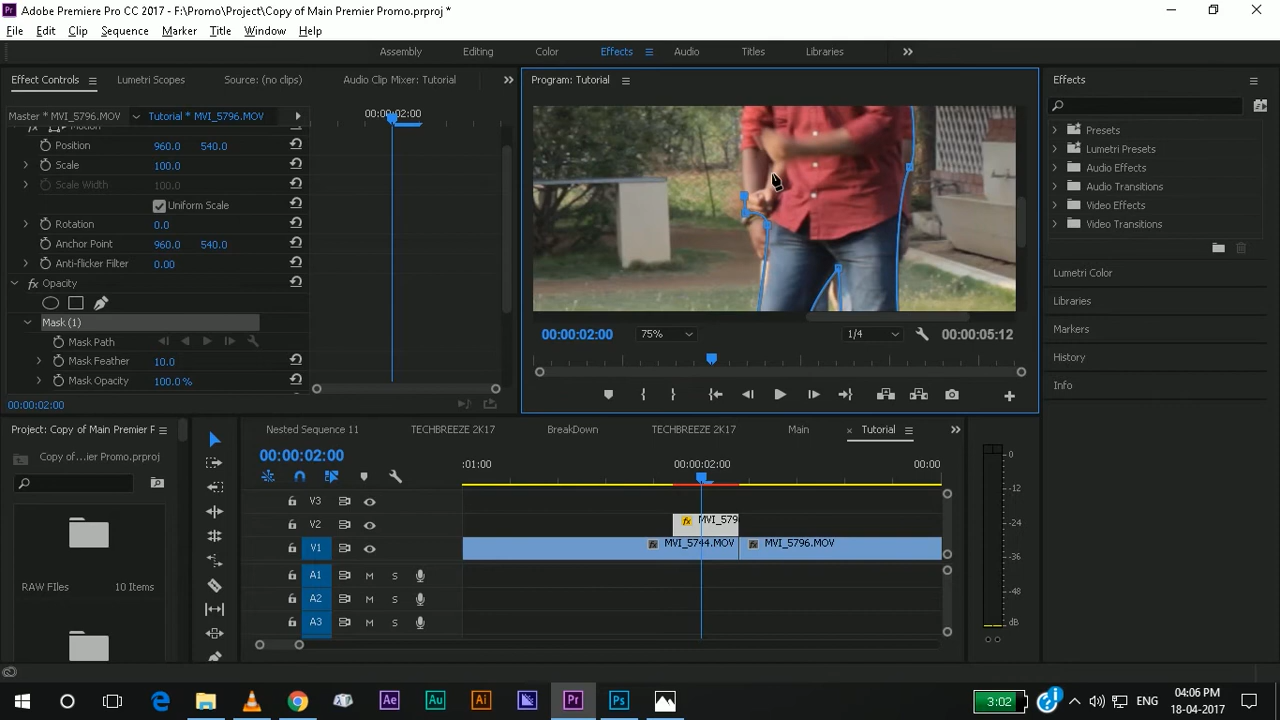 Adobe Premiere Pro CC 2017 - F:\Promo\Project\Copy of Main Premier Promo.prproj *
File Edit Clip Sequence Marker Title Window Help
Assembly Editing Color Effects Audio Titles Libraries
Effect Controls Lumetri Scopes Source: (no clips) Audio Clip Mixer: Tutorial
Master * MVI_5796.MOV Tutorial * MVI_5796.MOV
00:00:02:00
Motion
Position 960.0 540.0
Scale 100.0
Scale Width 100.0
Uniform Scale
Rotation 0.0
Anchor Point 960.0 540.0
Anti-flicker Filter 0.00
fx Opacity
Mask (1)
Mask Path
Mask Feather 10.0
Mask Opacity 100.0 %
00:00:02:00
Program: Tutorial
00:00:02:00 75% 1/4 00:00:05:12
Effects
Presets
Lumetri Presets
Audio Effects
Audio Transitions
Video Effects
Video Transitions
Lumetri Color
Libraries
Markers
History
Info
Project: Copy of Main Premier F
Copy of...ier Promo.prproj
RAW FIles 10 Items
Nested Sequence 11 TECHBREEZE 2K17 BreakDown TECHBREEZE 2K17 Main Tutorial
00:00:02:00
:01:00 00:00:02:00 00:00
V3
V2 fx MVI_579
V1 fx MVI_5744.MOV fx MVI_5796.MOV
A1 M S
A2 M S
A3 M S
0
-12
-24
-36
-48
dB
Ae Au Ai Pr Ps
3:02
ENG
04:06 PM
18-04-2017